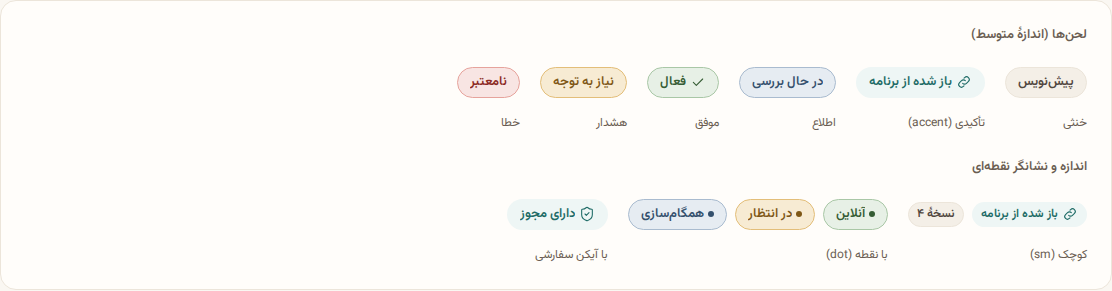 لحن‌ها (اندازهٔ متوسط)
پیش‌نویس باز شده از برنامه در حال بررسی فعال نیاز به توجه نامعتبر
خنثی تأکیدی (accent) اطلاع موفق هشدار خطا
اندازه و نشانگر نقطه‌ای
باز شده از برنامه نسخهٔ ۴ آنلاین در انتظار همگام‌سازی دارای مجوز
کوچک (sm) با نقطه (dot) با آیکن سفارشی